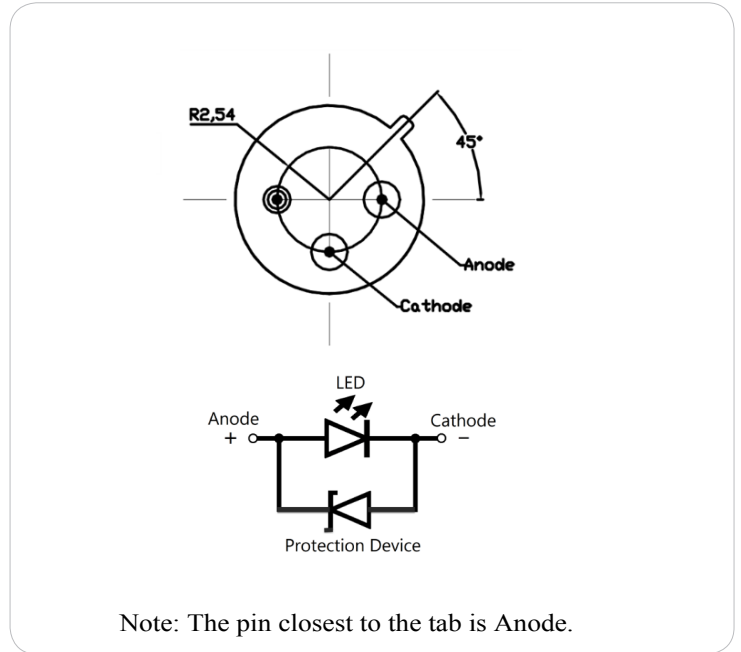 R2,54
45°
Anode
Cathode
LED
Anode
Cathode
+
−
Protection Device
Note: The pin closest to the tab is Anode.